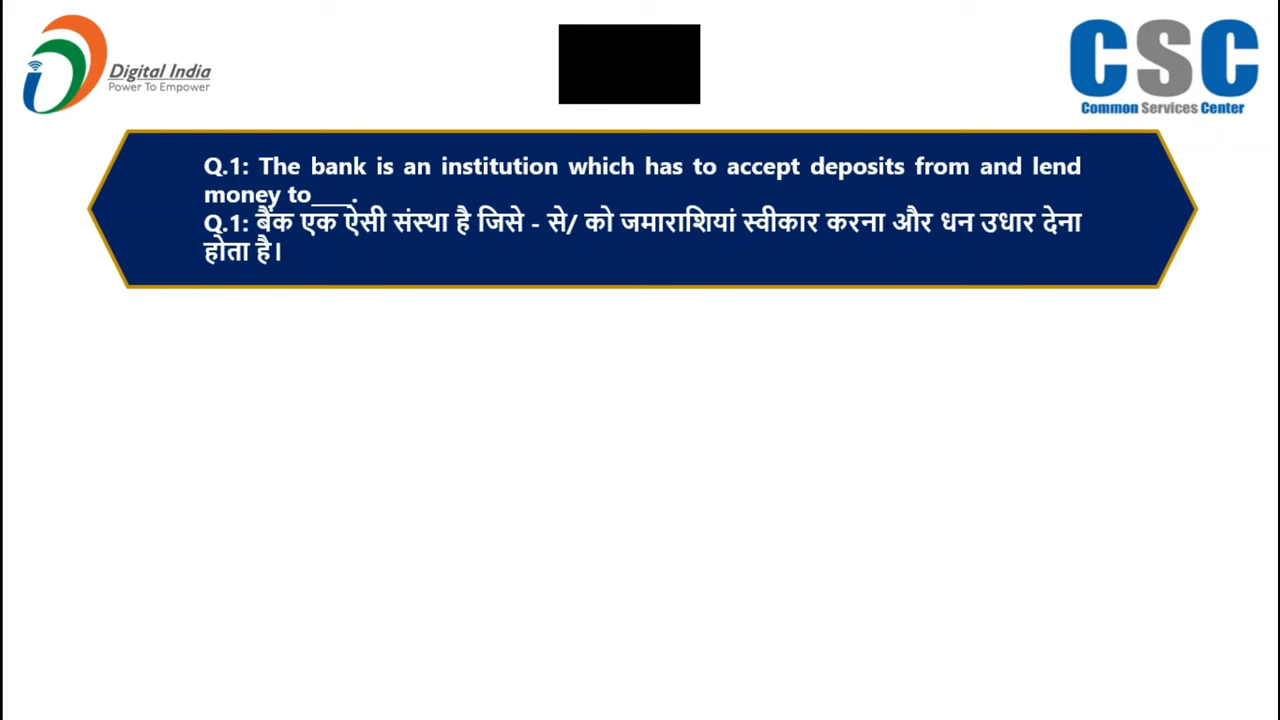 Digital India
Power To Empower
CSC
Common Services Center
Q.1: The bank is an institution which has to accept deposits from and lend
money to____.
Q.1: बैंक एक ऐसी संस्था है जिसे - से/ को जमाराशियां स्वीकार करना और धन उधार देना
होता है।